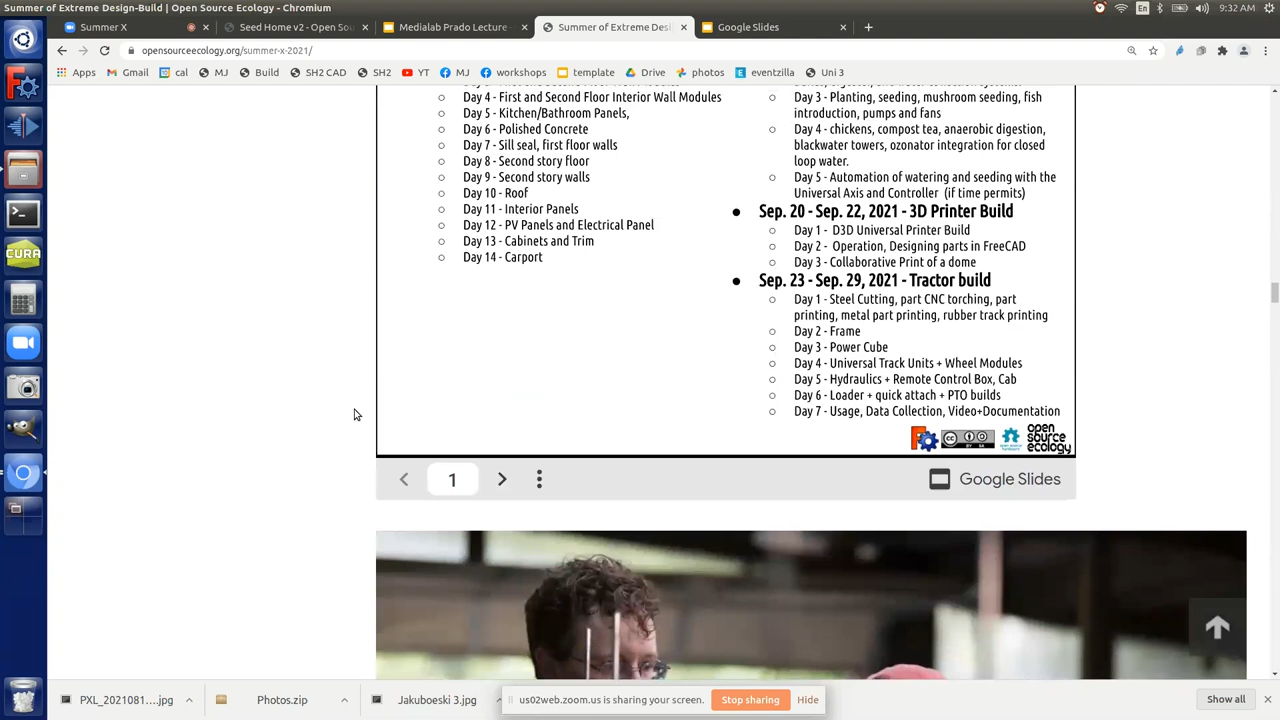 Summer of Extreme Design-Build | Open Source Ecology - Chromium
En
9:32 AM
Summer X
Seed Home v2 - Open Sou
Medialab Prado Lecture -
Summer of Extreme Desi
Google Slides
opensourceecology.org/summer-x-2021/
Apps
Gmail
cal
MJ
Build
SH2 CAD
SH2
YT
MJ
workshops
template
Drive
photos
eventzilla
Uni 3
Day 4 - First and Second Floor Interior Wall Modules
Day 5 - Kitchen/Bathroom Panels,
Day 6 - Polished Concrete
Day 7 - Sill seal, first floor walls
Day 8 - Second story floor
Day 9 - Second story walls
Day 10 - Roof
Day 11 - Interior Panels
Day 12 - PV Panels and Electrical Panel
Day 13 - Cabinets and Trim
Day 14 - Carport
Day 3 - Planting, seeding, mushroom seeding, fish
introduction, pumps and fans
Day 4 - chickens, compost tea, anaerobic digestion,
blackwater towers, ozonator integration for closed
loop water.
Day 5 - Automation of watering and seeding with the
Universal Axis and Controller (if time permits)
Sep. 20 - Sep. 22, 2021 - 3D Printer Build
Day 1 - D3D Universal Printer Build
Day 2 - Operation, Designing parts in FreeCAD
Day 3 - Collaborative Print of a dome
Sep. 23 - Sep. 29, 2021 - Tractor build
Day 1 - Steel Cutting, part CNC torching, part
printing, metal part printing, rubber track printing
Day 2 - Frame
Day 3 - Power Cube
Day 4 - Universal Track Units + Wheel Modules
Day 5 - Hydraulics + Remote Control Box, Cab
Day 6 - Loader + quick attach + PTO builds
Day 7 - Usage, Data Collection, Video+Documentation
CURA
cc
BY SA
open
source
ecology
1
Google Slides
PXL_2021081....jpg
Photos.zip
Jakuboeski 3.jpg
us02web.zoom.us is sharing your screen.
Stop sharing
Hide
Show all